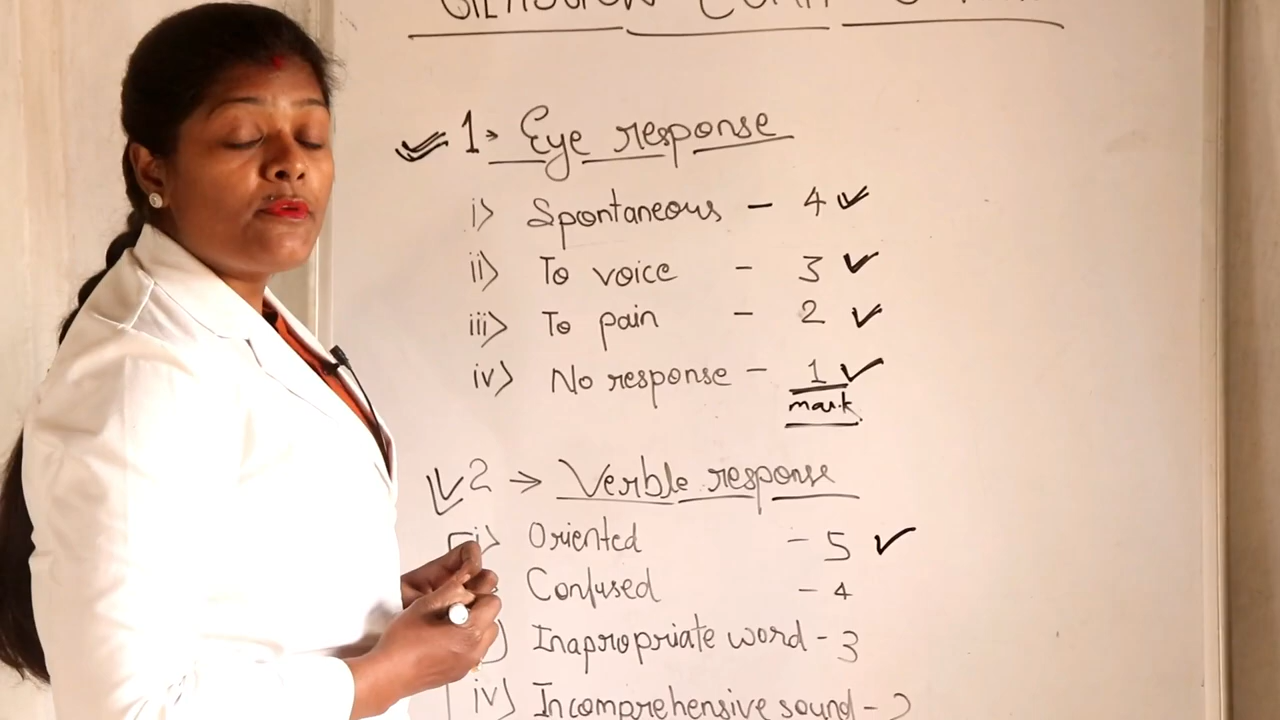 1> Eye response
i> Spontaneous - 4 ✓
ii> To voice - 3 ✓
iii> To pain - 2 ✓
iv> No response - 1 ✓
mark
2 → Verble response
i> Oriented - 5 ✓
Confused - 4
Inapropriate word - 3
iv> Incomprehensive sound - 2